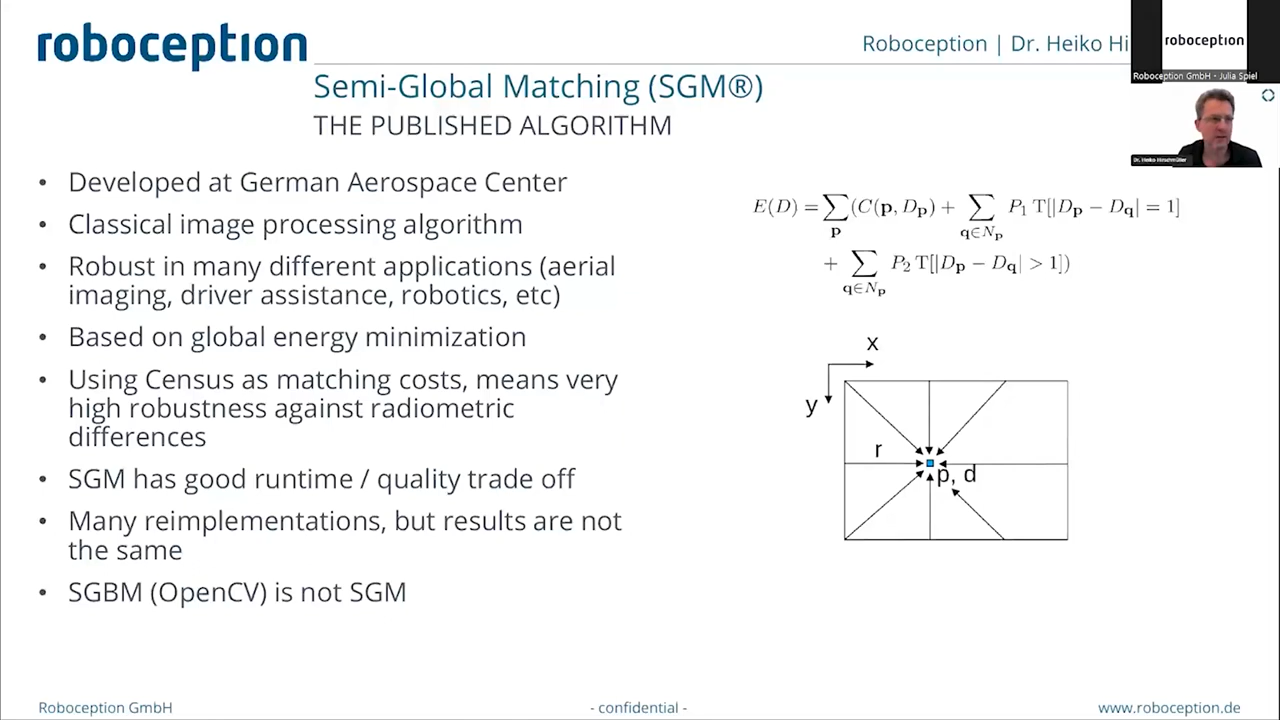 roboception
Roboception | Dr. Heiko Hi
roboception
Roboception GmbH - Julia Spiel
Dr. Heiko Hirschmüller
Semi-Global Matching (SGM®)
THE PUBLISHED ALGORITHM
• Developed at German Aerospace Center
• Classical image processing algorithm
• Robust in many different applications (aerial
imaging, driver assistance, robotics, etc)
• Based on global energy minimization
• Using Census as matching costs, means very
high robustness against radiometric
differences
• SGM has good runtime / quality trade off
• Many reimplementations, but results are not
the same
• SGBM (OpenCV) is not SGM
E(D) = ∑ (C(p, Dp) + ∑ P1 T[|Dp − Dq| = 1]
p q∈Np
+ ∑ P2 T[|Dp − Dq| > 1])
q∈Np
x
y
r
p, d
Roboception GmbH
- confidential -
www.roboception.de